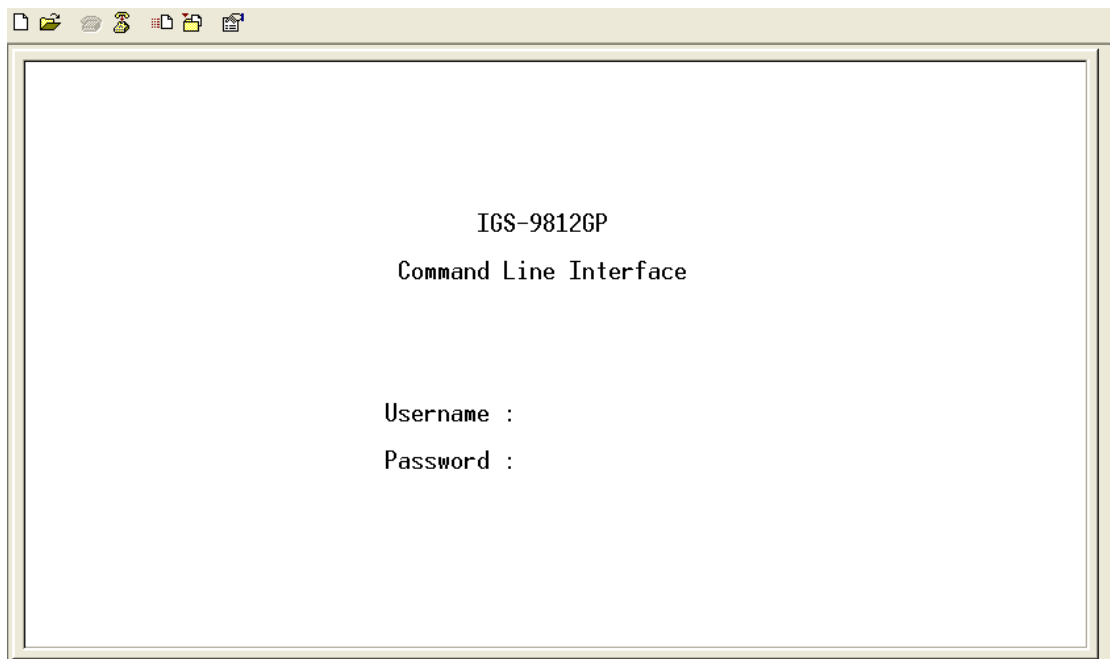 IGS-9812GP
Command Line Interface
Username :
Password :